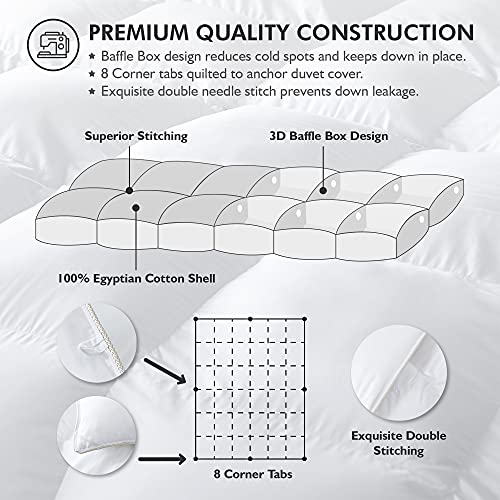 PREMIUM QUALITY CONSTRUCTION
★ Baffle Box design reduces cold spots and keeps down in place.
★ 8 Corner tabs quilted to anchor duvet cover.
★ Exquisite double needle stitch prevents down leakage.
Superior Stitching
3D Baffle Box Design
100% Egyptian Cotton Shell
8 Corner Tabs
Exquisite Double
Stitching